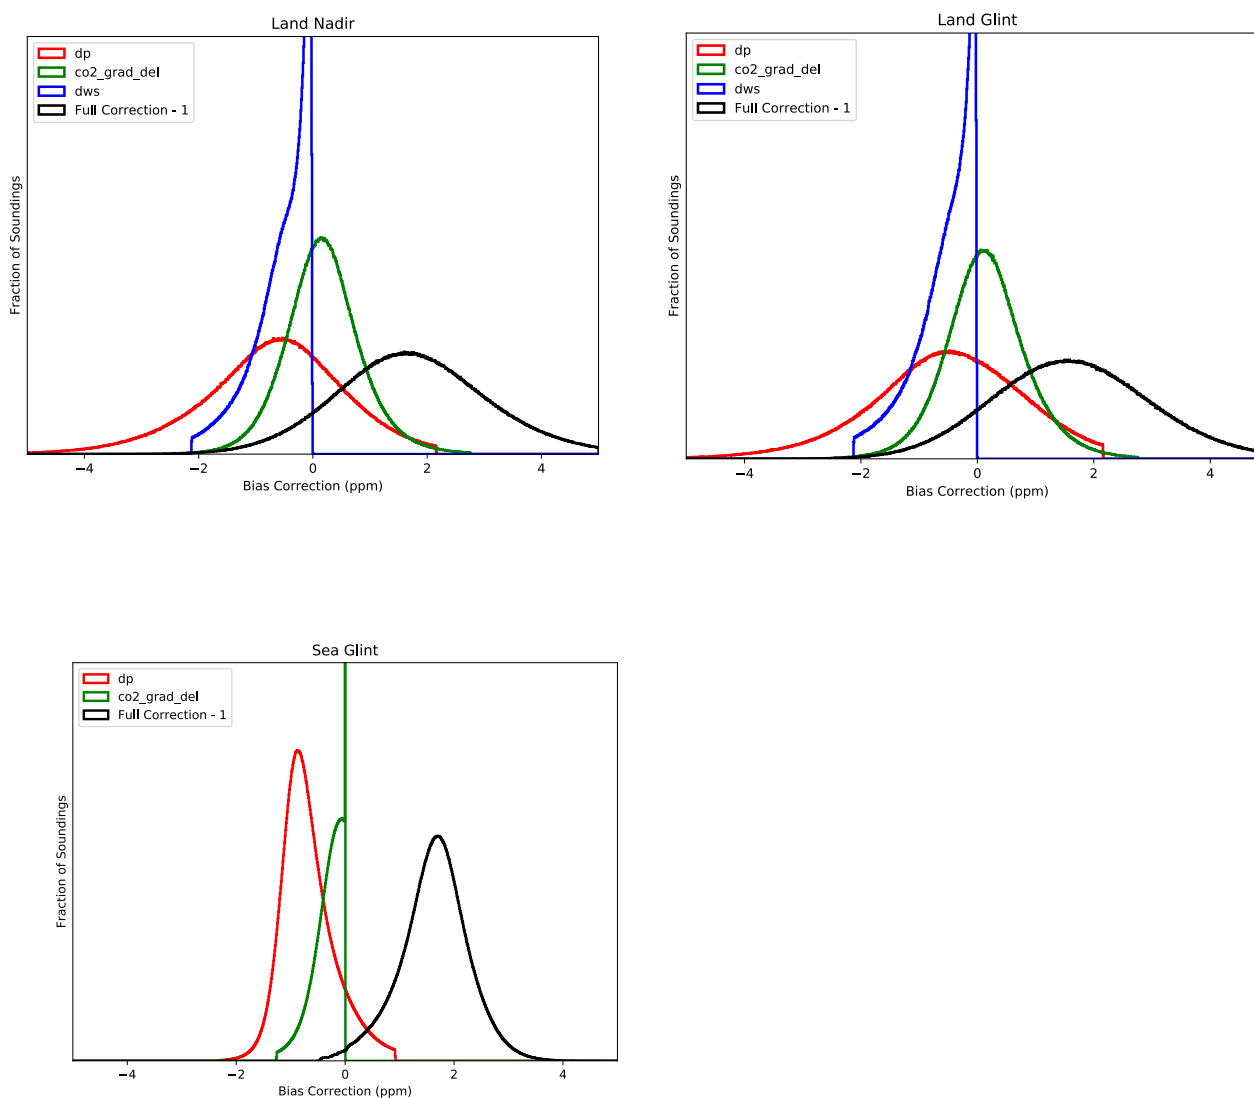 Land Nadir
dp
co2_grad_del
dws
Full Correction - 1
Fraction of Soundings
−4 −2 0 2 4
Bias Correction (ppm)
Land Glint
dp
co2_grad_del
dws
Full Correction - 1
Fraction of Soundings
−4 −2 0 2 4
Bias Correction (ppm)
Sea Glint
dp
co2_grad_del
Full Correction - 1
Fraction of Soundings
−4 −2 0 2 4
Bias Correction (ppm)